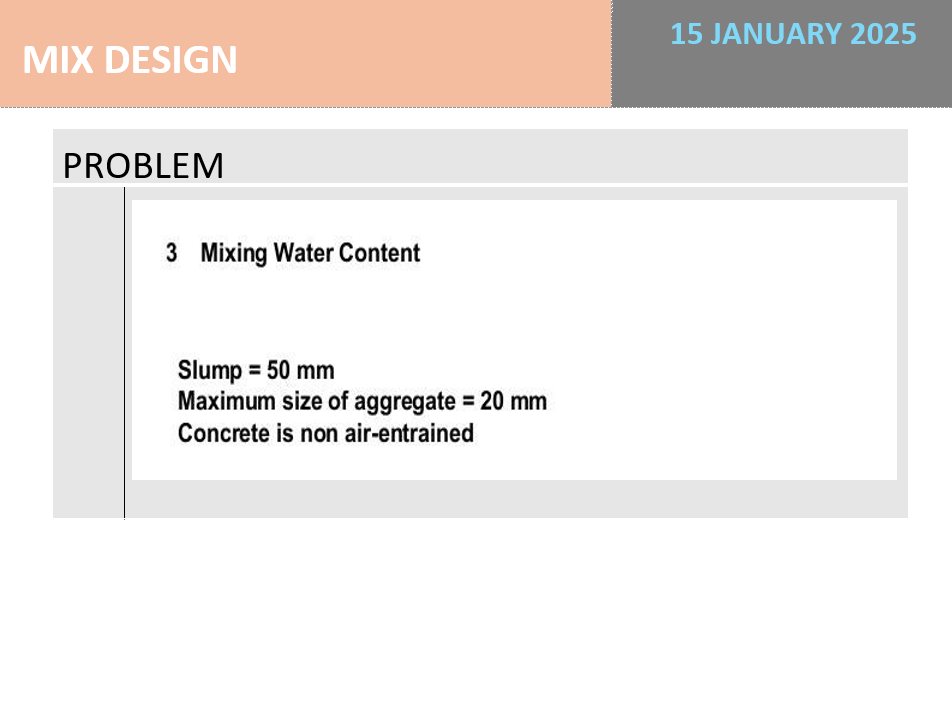 MIX DESIGN
15 JANUARY 2025
PROBLEM
3 Mixing Water Content
Slump = 50 mm
Maximum size of aggregate = 20 mm
Concrete is non air-entrained